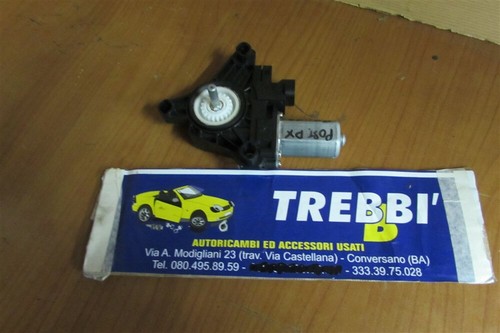 POST DX
TREBBI'
B
AUTORICAMBI ED ACCESSORI USATI
Via A. Modigliani 23 (trav. Via Castellana) - Conversano (BA)
Tel. 080.495.89.59 - - 333.39.75.028